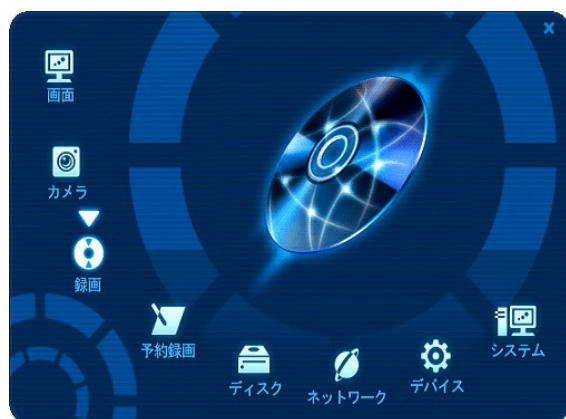 画面
カメラ
録画
予約録画
ディスク
ネットワーク
デバイス
システム